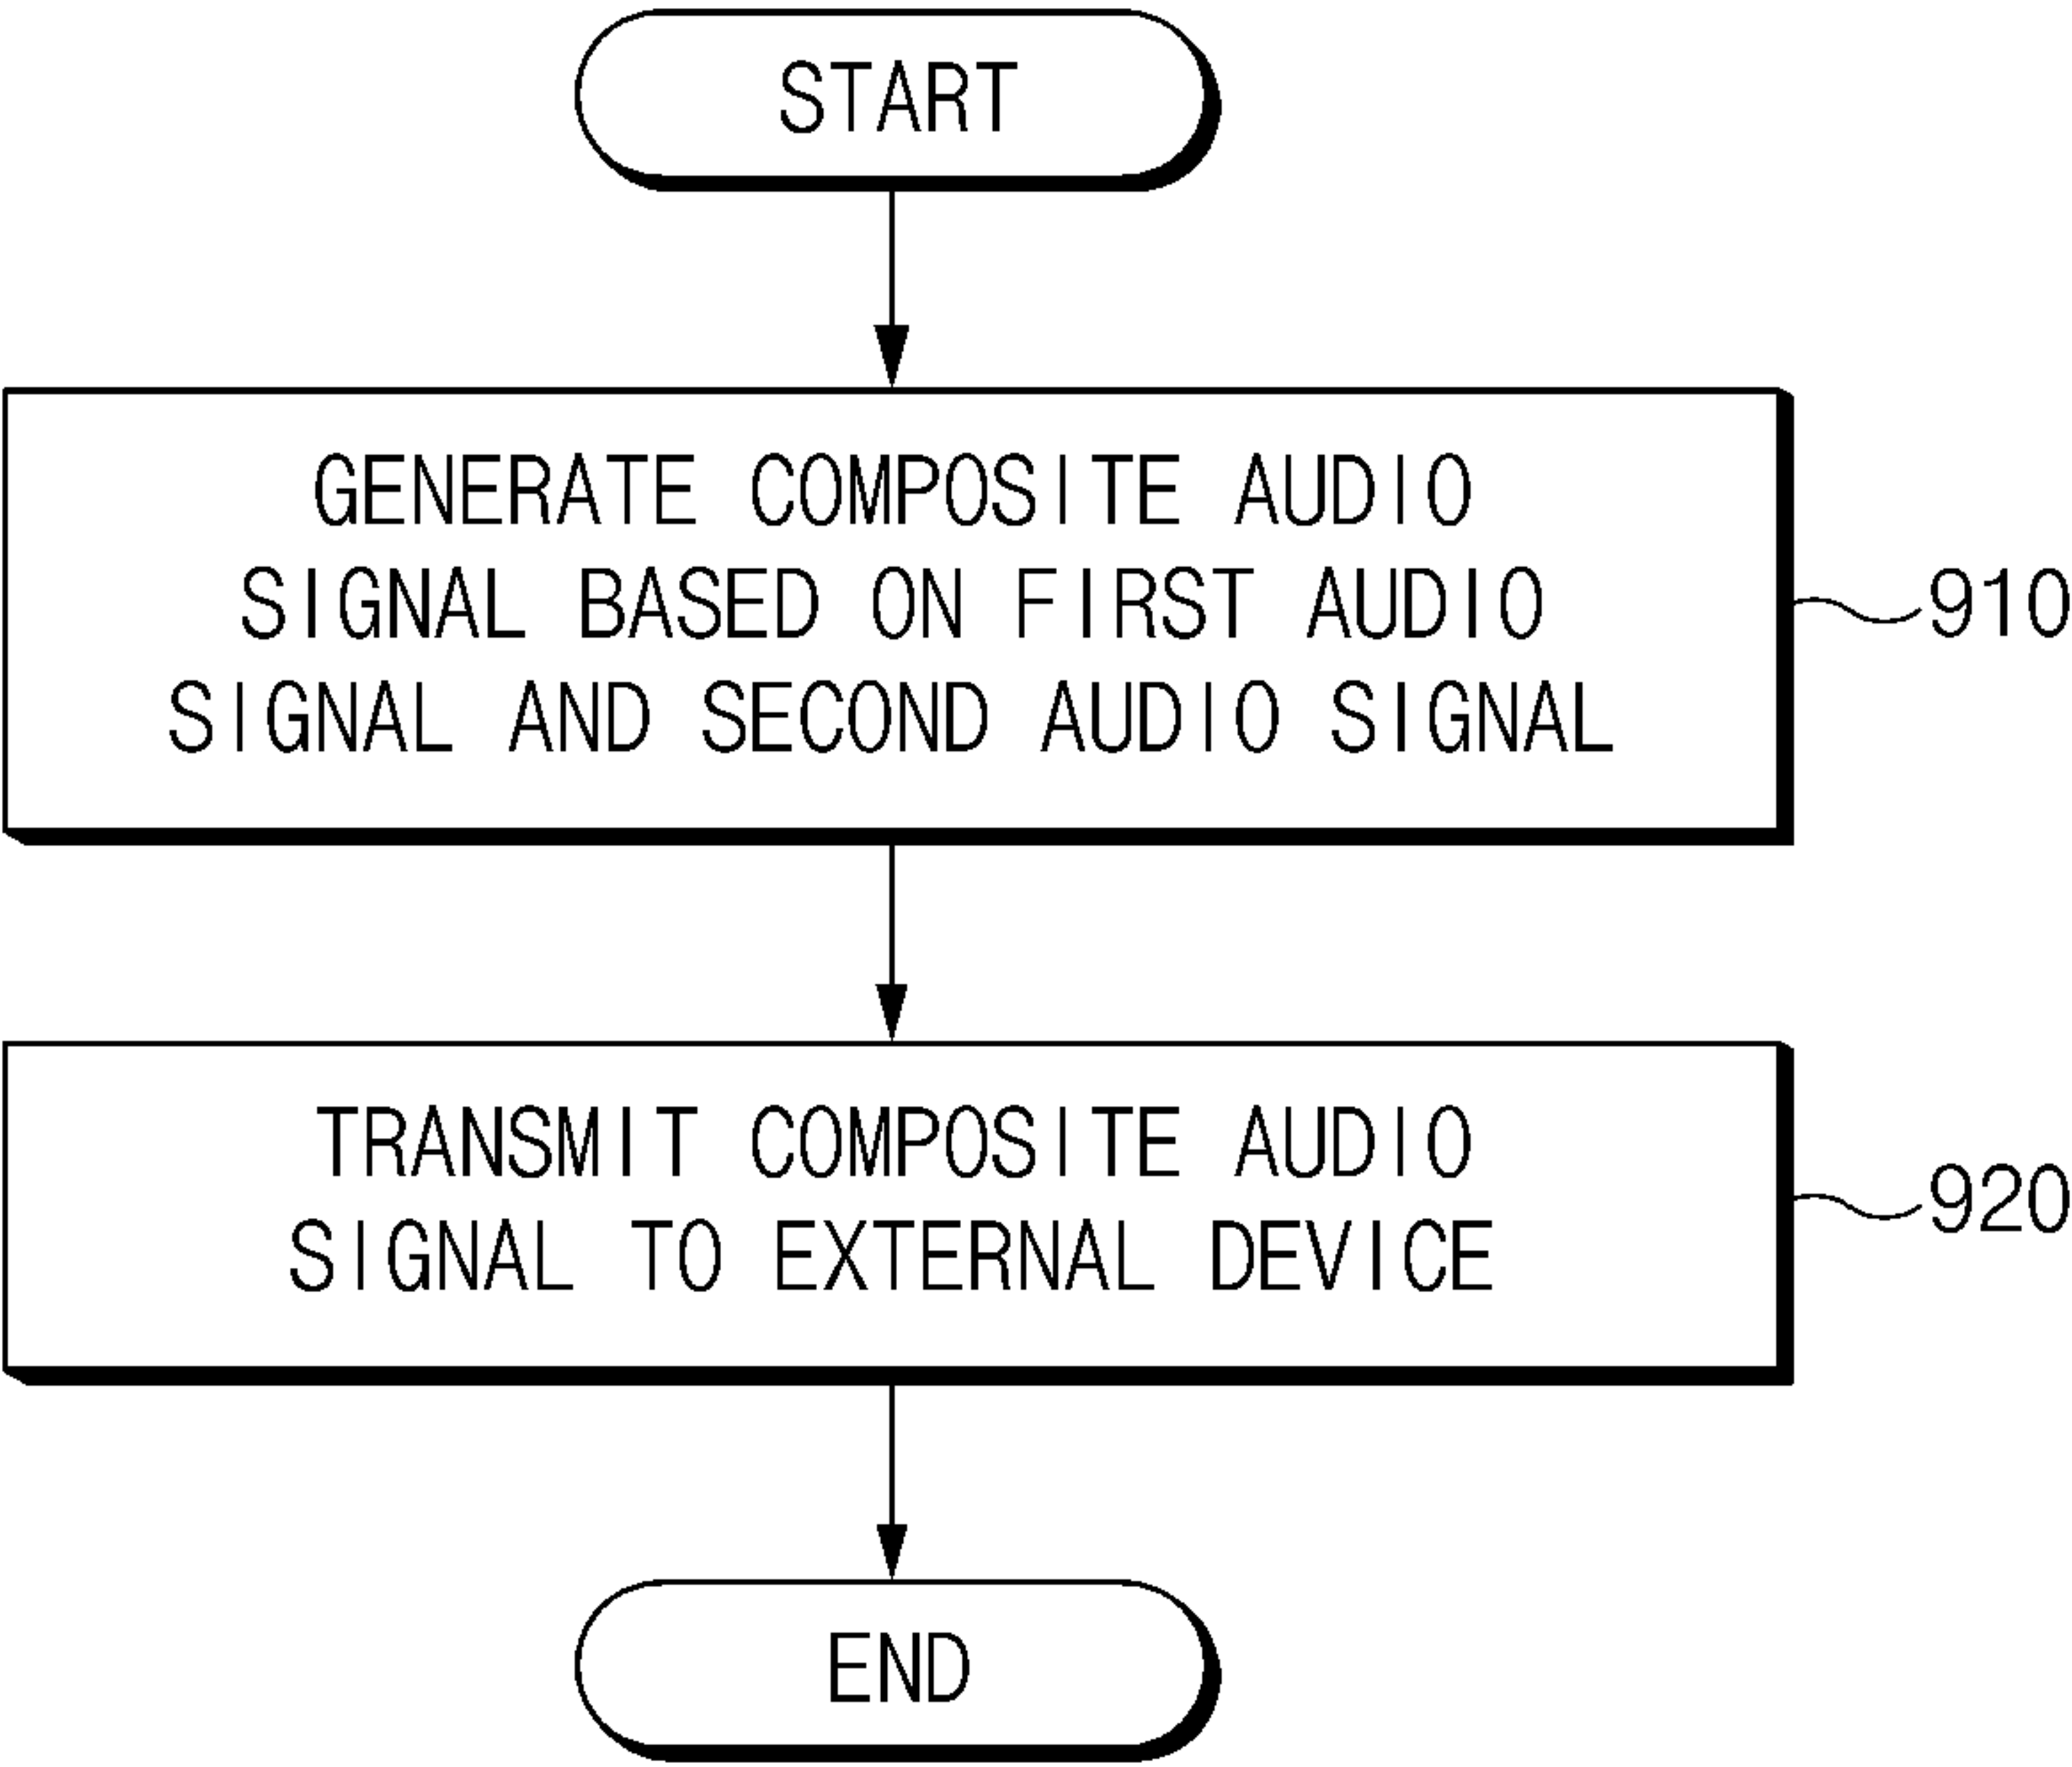 START
GENERATE COMPOSITE AUDIO
SIGNAL BASED ON FIRST AUDIO
SIGNAL AND SECOND AUDIO SIGNAL
910
TRANSMIT COMPOSITE AUDIO
SIGNAL TO EXTERNAL DEVICE
920
END